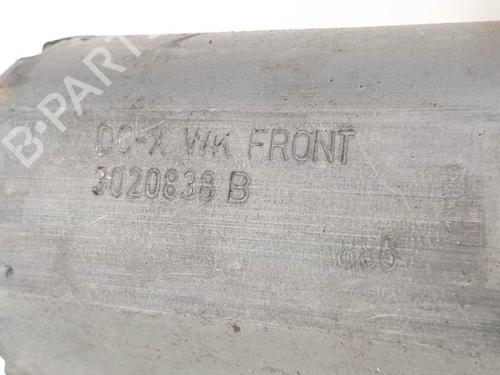 B-PARTS
DC-X WK FRONT
3020838 B